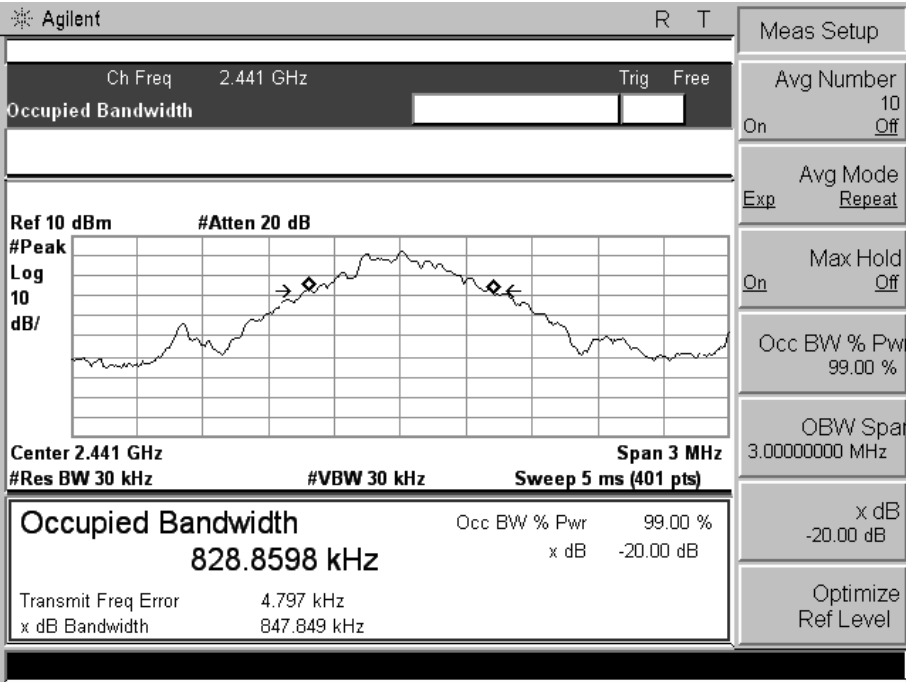 Agilent R T
Ch Freq 2.441 GHz Trig Free
Occupied Bandwidth
Ref 10 dBm #Atten 20 dB
#Peak
Log
10
dB/
Center 2.441 GHz Span 3 MHz
#Res BW 30 kHz #VBW 30 kHz Sweep 5 ms (401 pts)
Occupied Bandwidth
828.8598 kHz
Occ BW % Pwr 99.00 %
x dB -20.00 dB
Transmit Freq Error 4.797 kHz
x dB Bandwidth 847.849 kHz
Meas Setup
Avg Number
10
On Off
Avg Mode
Exp Repeat
Max Hold
On Off
Occ BW % Pwr
99.00 %
OBW Spa
3.00000000 MHz
x dB
-20.00 dB
Optimize
Ref Level